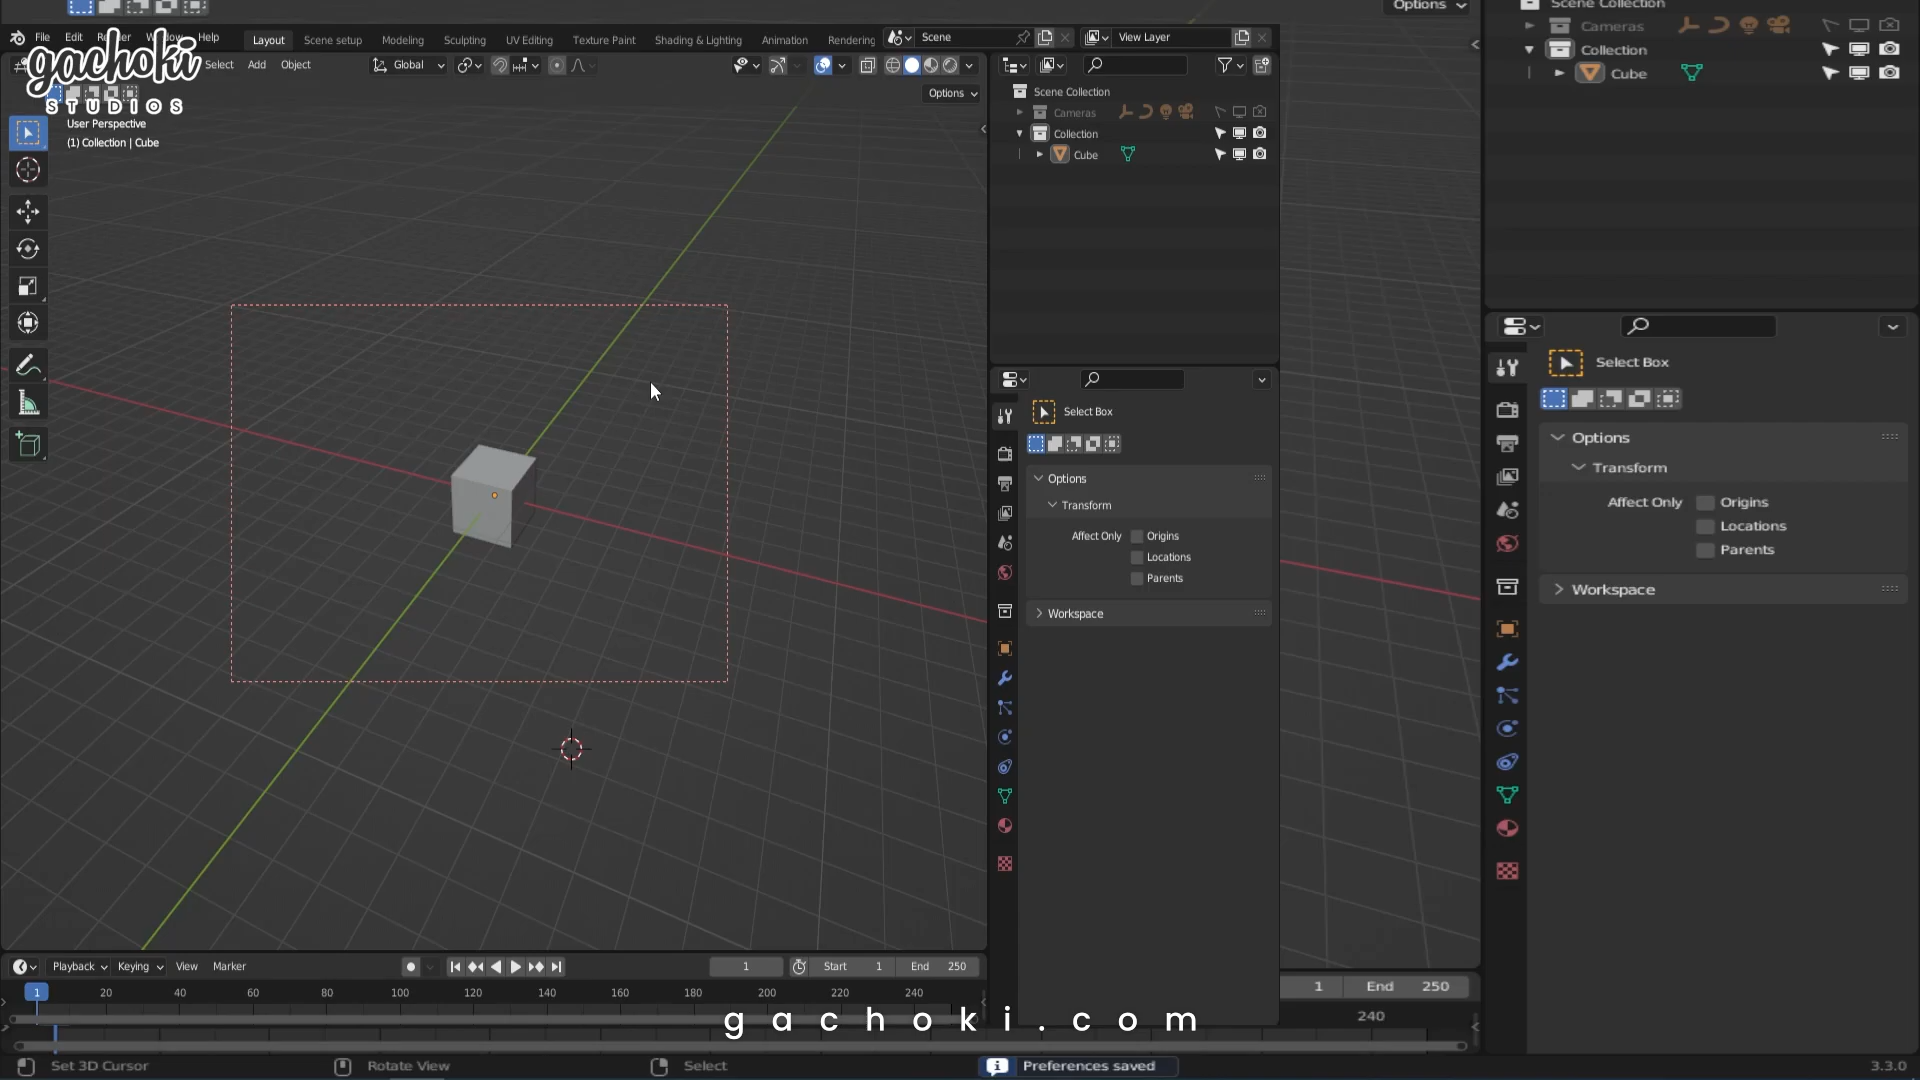 Options
Scene Collection
File Edit Render Window Help
Layout Scene setup Modeling Sculpting UV Editing Texture Paint Shading & Lighting Animation Rendering
Scene
View Layer
Cameras
Collection
Cube
gachoki
STUDIOS
Select Add Object
Global
Options
User Perspective
(1) Collection | Cube
Scene Collection
Cameras
Collection
Cube
Select Box
Options
Transform
Affect Only Origins
Locations
Parents
Workspace
Select Box
Options
Transform
Affect Only Origins
Locations
Parents
Workspace
Playback Keying View Marker
1
Start 1
End 250
1 20 40 60 80 100 120 140 160 180 200 220 240
1
End 250
240
gachoki.com
Set 3D Cursor
Rotate View
Select
Preferences saved
3.3.0